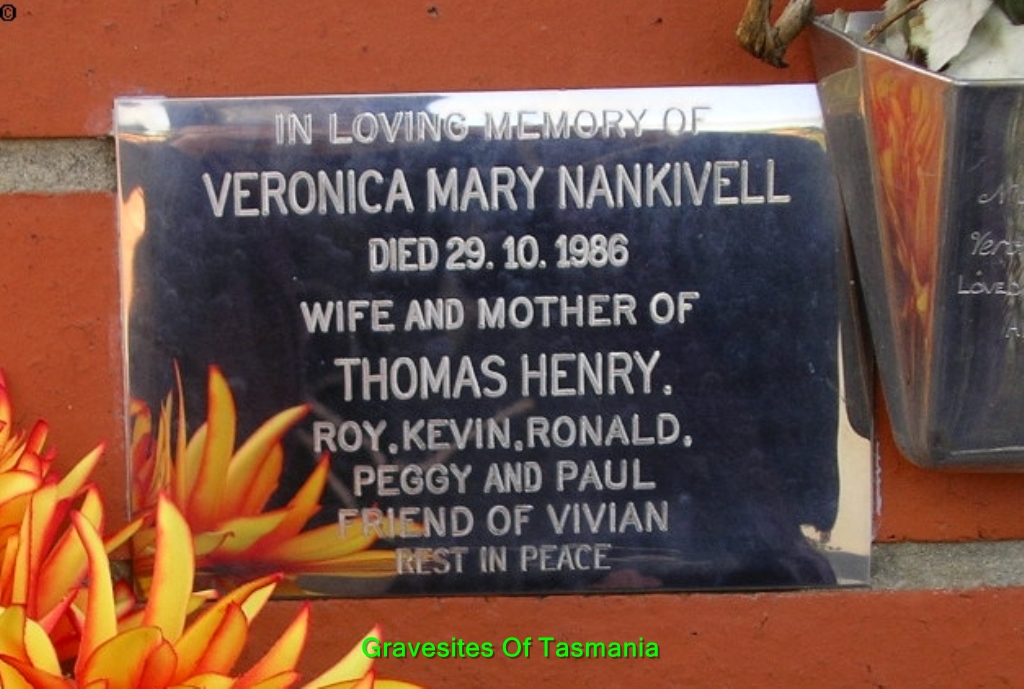 ©
IN LOVING MEMORY OF
VERONICA MARY NANKIVELL
DIED 29. 10. 1986
WIFE AND MOTHER OF
THOMAS HENRY.
ROY.KEVIN.RONALD.
PEGGY AND PAUL
FRIEND OF VIVIAN
REST IN PEACE
LOVED
Gravesites Of Tasmania